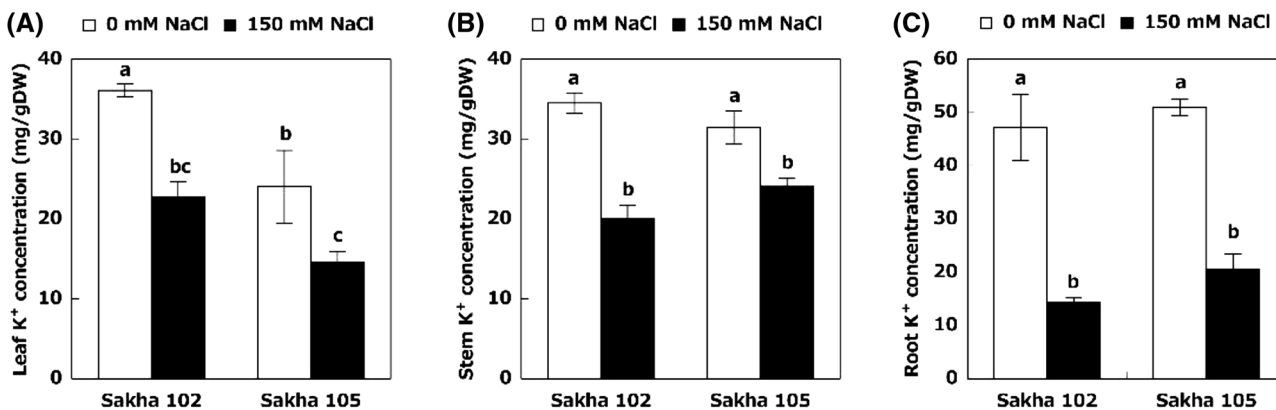 (A)
0 mM NaCl 150 mM NaCl
Leaf K⁺ concentration (mg/gDW)
40
30
20
10
0
a
bc
b
c
Sakha 102 Sakha 105
(B)
0 mM NaCl 150 mM NaCl
Stem K⁺ concentration (mg/gDW)
40
30
20
10
0
a
b
a
b
Sakha 102 Sakha 105
(C)
0 mM NaCl 150 mM NaCl
Root K⁺ concentration (mg/gDW)
60
50
40
30
20
10
0
a
b
a
b
Sakha 102 Sakha 105